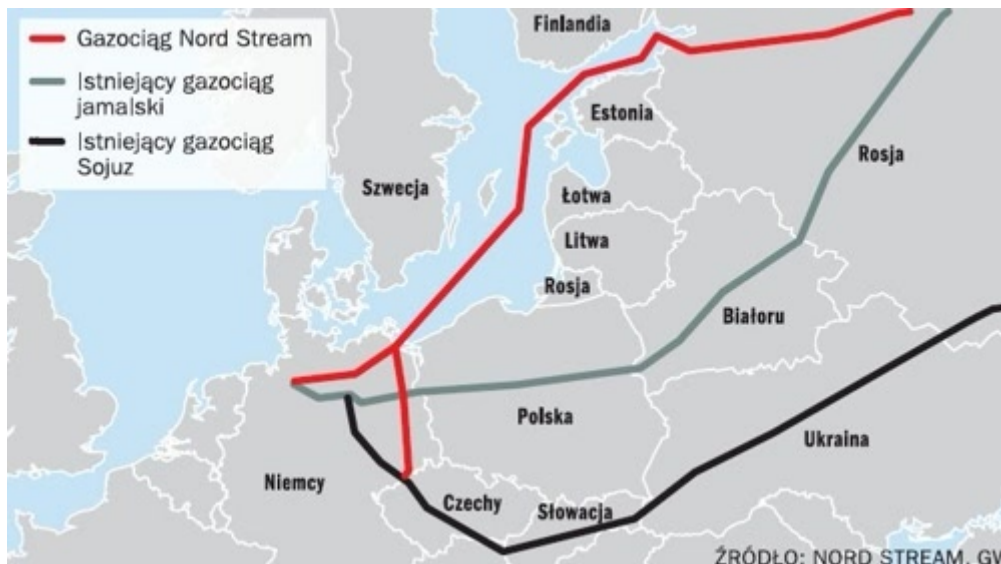 Gazociąg Nord Stream
Istniejący gazociąg
jamalski
Istniejący gazociąg
Sojuz
Finlandia
Estonia
Rosja
Szwecja
Łotwa
Litwa
Rosja
Białoru
Polska
Ukraina
Niemcy
Czechy
Słowacja
ŹRÓDŁO: NORD STREAM, GW